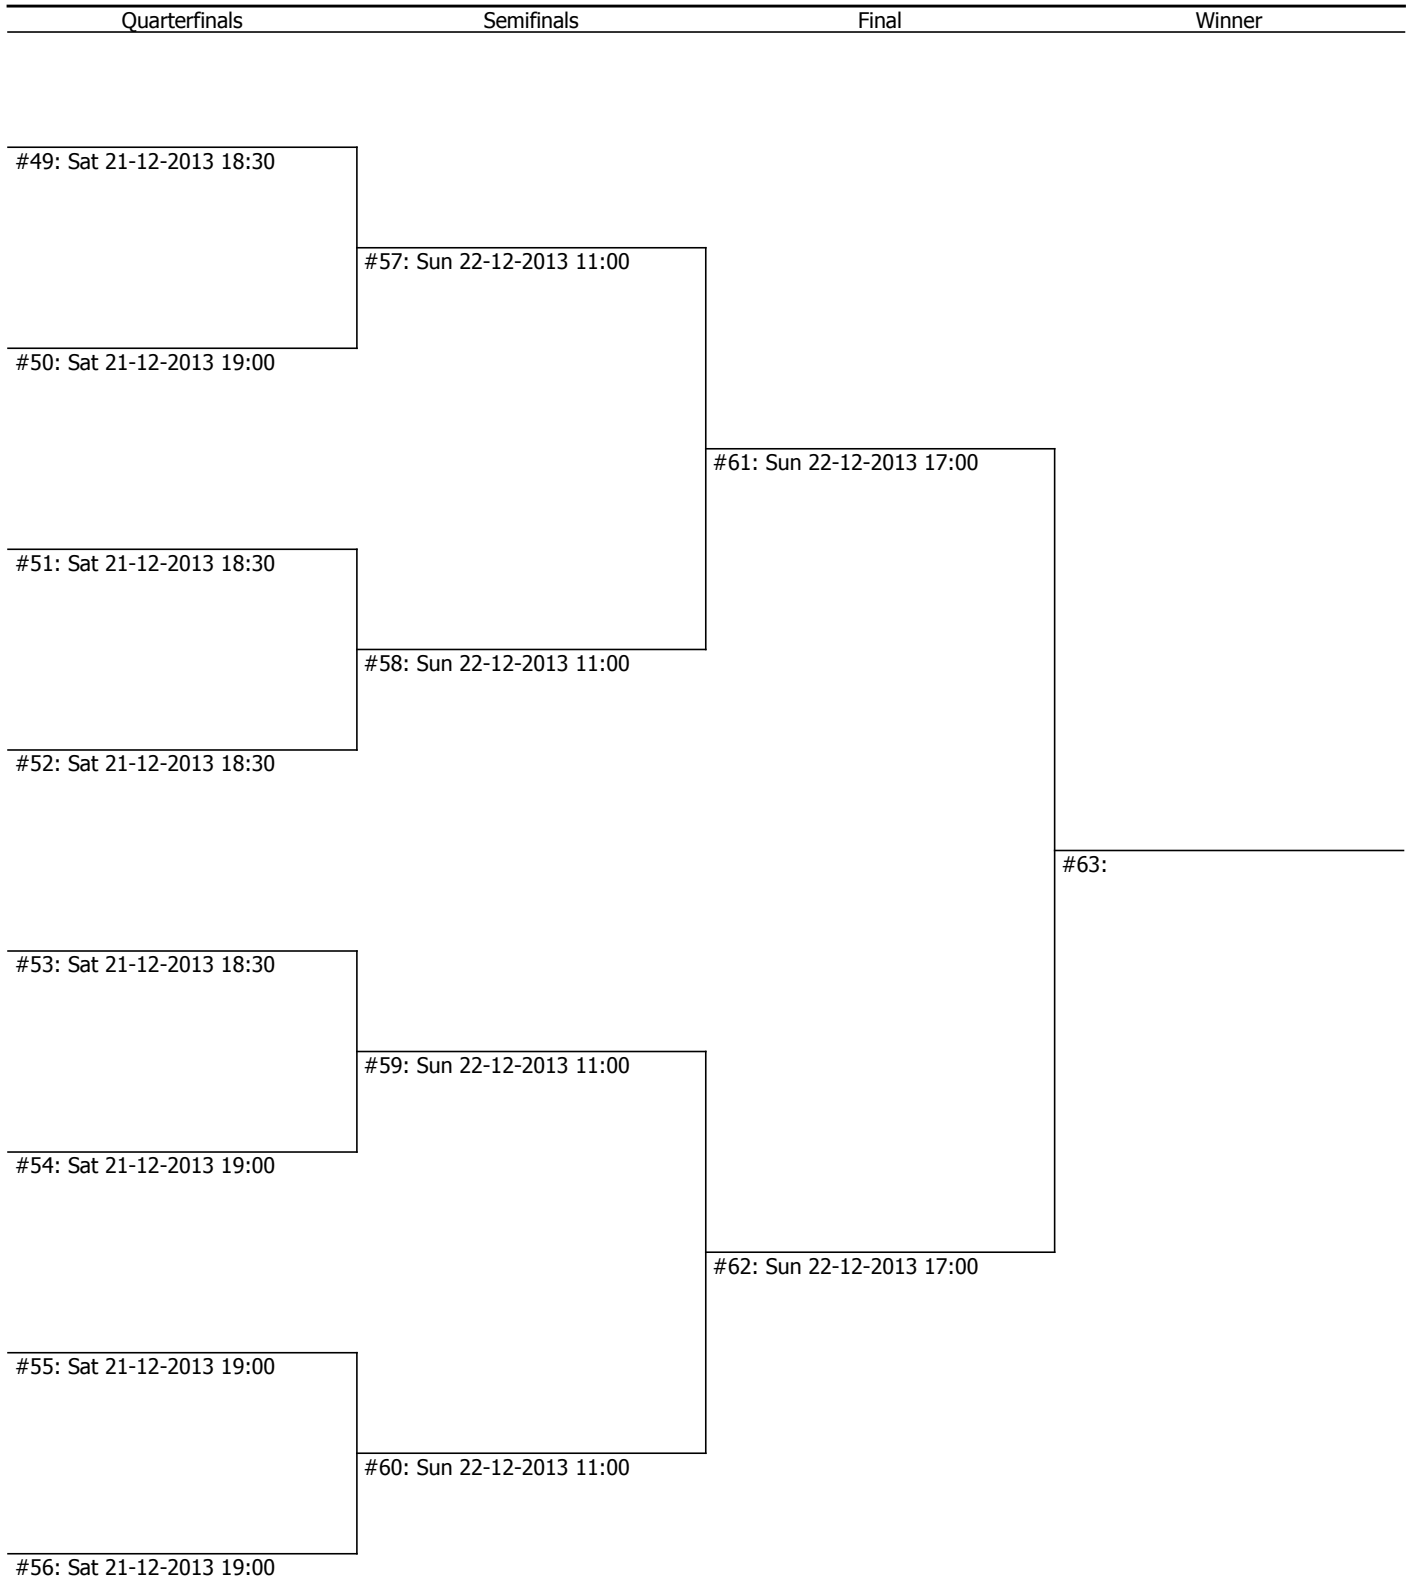 Quarterfinals Semifinals Final Winner
#49: Sat 21-12-2013 18:30
#57: Sun 22-12-2013 11:00
#50: Sat 21-12-2013 19:00
#61: Sun 22-12-2013 17:00
#51: Sat 21-12-2013 18:30
#58: Sun 22-12-2013 11:00
#52: Sat 21-12-2013 18:30
#63:
#53: Sat 21-12-2013 18:30
#59: Sun 22-12-2013 11:00
#54: Sat 21-12-2013 19:00
#62: Sun 22-12-2013 17:00
#55: Sat 21-12-2013 19:00
#60: Sun 22-12-2013 11:00
#56: Sat 21-12-2013 19:00